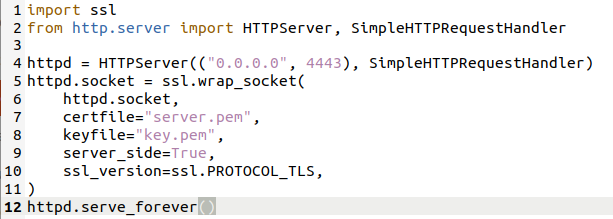 1 import ssl
2 from http.server import HTTPServer, SimpleHTTPRequestHandler
3
4 httpd = HTTPServer(("0.0.0.0", 4443), SimpleHTTPRequestHandler)
5 httpd.socket = ssl.wrap_socket(
6     httpd.socket,
7     certfile="server.pem",
8     keyfile="key.pem",
9     server_side=True,
10     ssl_version=ssl.PROTOCOL_TLS,
11 )
12 httpd.serve_forever()